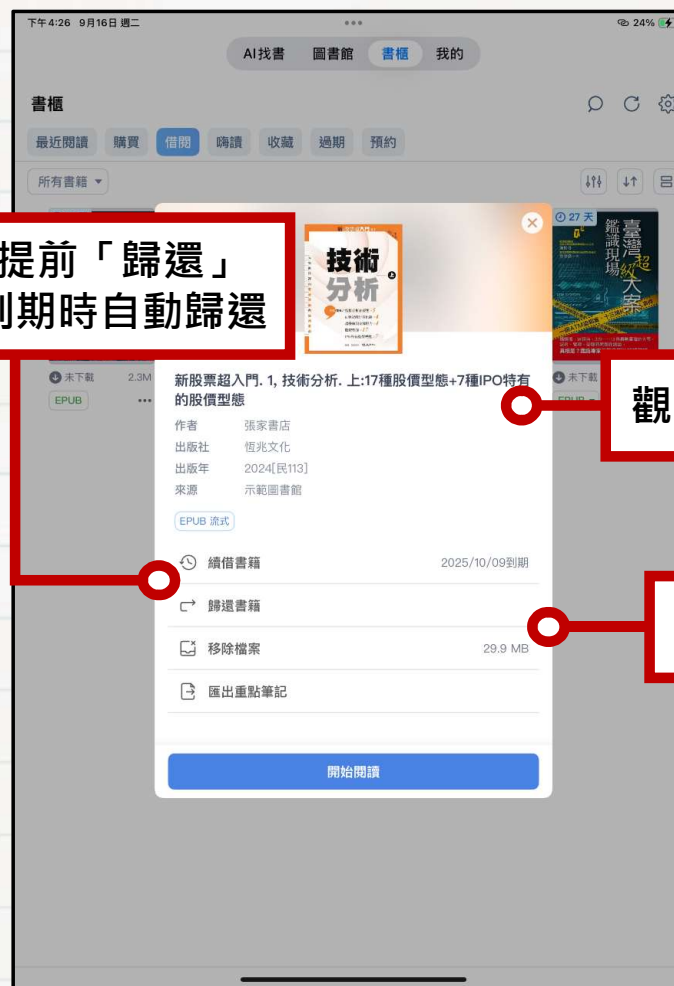 下午4:26 9月16日 週二
24%
AI找書 圖書館 書櫃 我的
書櫃
最近閱讀 購買 借閱 嗨讀 收藏 過期 預約
所有書籍
提前「歸還」
到期時自動歸還
技術
分析
上
27 天
臺灣
超級大案
鑑識現場
未下載 2.3M
EPUB
未下載
新股票超入門. 1, 技術分析. 上:17種股價型態+7種IPO特有
的股價型態
觀
作者 張家書店
出版社 恆兆文化
出版年 2024[民113]
來源 示範圖書館
EPUB 流式
續借書籍 2025/10/09到期
歸還書籍
移除檔案 29.9 MB
匯出重點筆記
開始閱讀